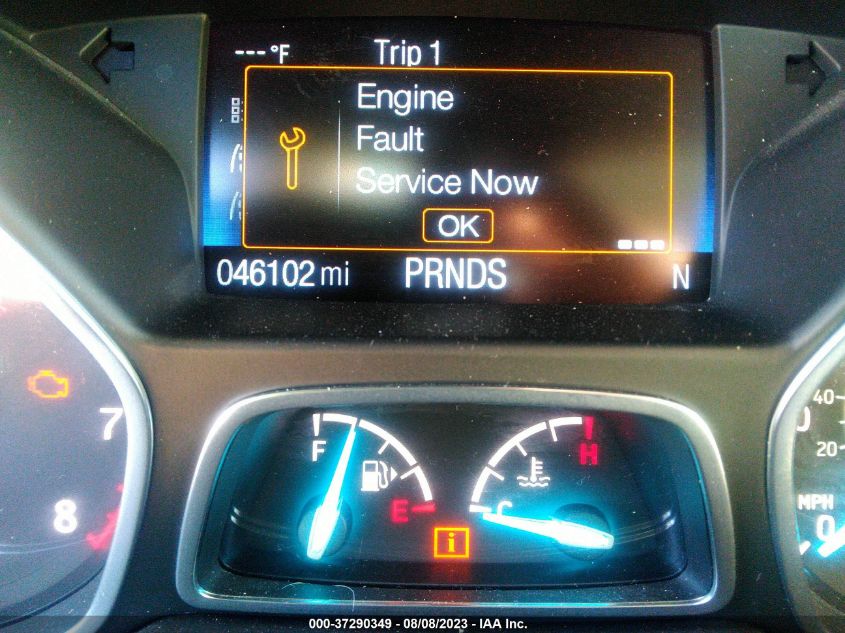 ---°F Trip 1
Engine
Fault
Service Now
OK
046102 mi PRNDS N
7
8
F
E
H
C
i
40
20
0
MPH
0
000-37290349 - 08/08/2023 - IAA Inc.